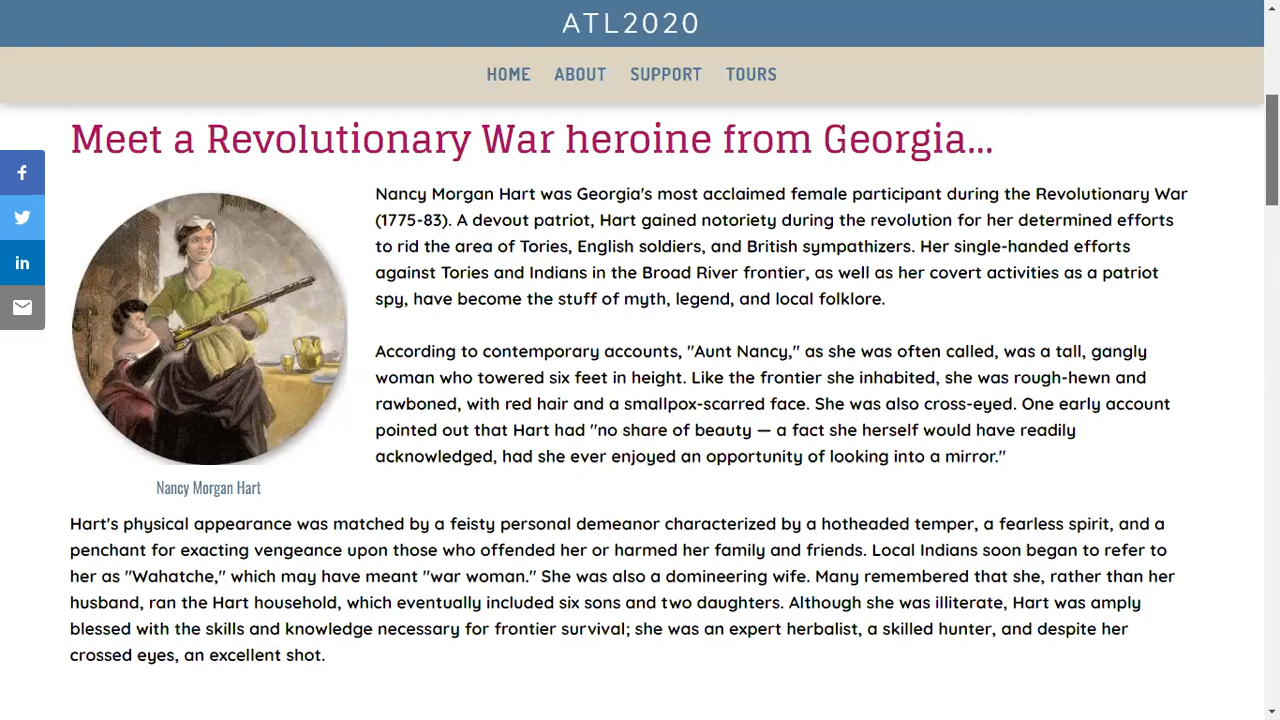 ATL2020
HOME ABOUT SUPPORT TOURS
Meet a Revolutionary War heroine from Georgia...
f
in
Nancy Morgan Hart was Georgia's most acclaimed female participant during the Revolutionary War
(1775-83). A devout patriot, Hart gained notoriety during the revolution for her determined efforts
to rid the area of Tories, English soldiers, and British sympathizers. Her single-handed efforts
against Tories and Indians in the Broad River frontier, as well as her covert activities as a patriot
spy, have become the stuff of myth, legend, and local folklore.
According to contemporary accounts, "Aunt Nancy," as she was often called, was a tall, gangly
woman who towered six feet in height. Like the frontier she inhabited, she was rough-hewn and
rawboned, with red hair and a smallpox-scarred face. She was also cross-eyed. One early account
pointed out that Hart had "no share of beauty — a fact she herself would have readily
acknowledged, had she ever enjoyed an opportunity of looking into a mirror."
Nancy Morgan Hart
Hart's physical appearance was matched by a feisty personal demeanor characterized by a hotheaded temper, a fearless spirit, and a
penchant for exacting vengeance upon those who offended her or harmed her family and friends. Local Indians soon began to refer to
her as "Wahatche," which may have meant "war woman." She was also a domineering wife. Many remembered that she, rather than her
husband, ran the Hart household, which eventually included six sons and two daughters. Although she was illiterate, Hart was amply
blessed with the skills and knowledge necessary for frontier survival; she was an expert herbalist, a skilled hunter, and despite her
crossed eyes, an excellent shot.